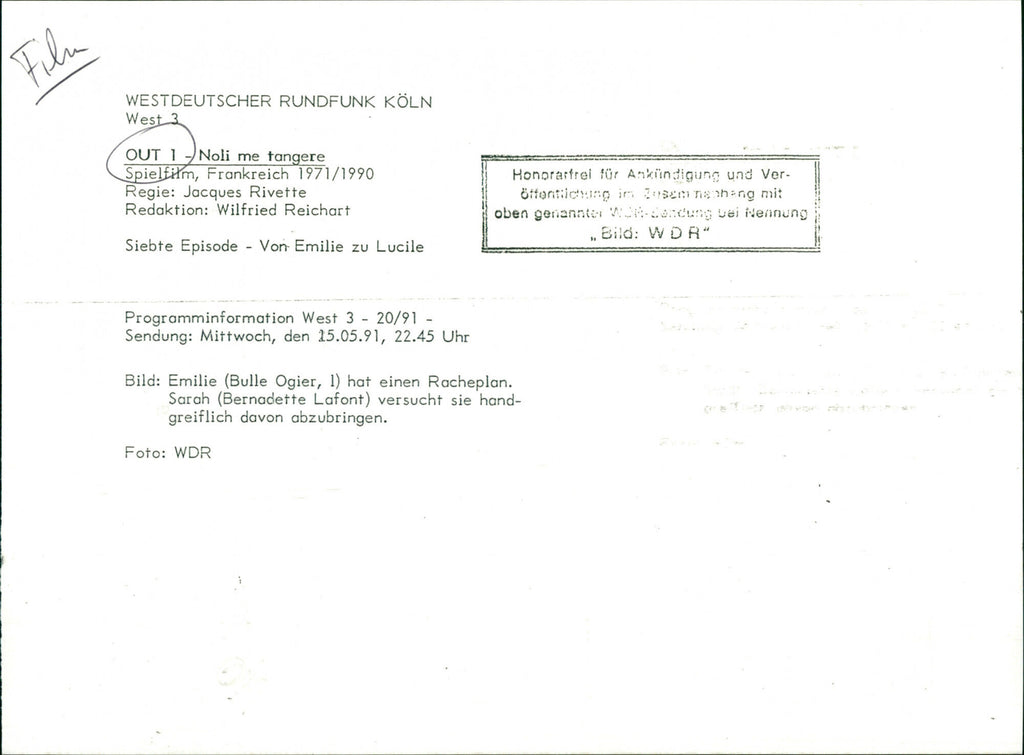 Film
WESTDEUTSCHER RUNDFUNK KÖLN
West 3
OUT 1 - Noli me tangere
Spielfilm, Frankreich 1971/1990
Regie: Jacques Rivette
Redaktion: Wilfried Reichart
Honorarfrei für Ankündigung und Ver-
öffentlichung im Zusammenhang mit
oben genannter WDR-Sendung bei Nennung
„Bild: WDR“
Siebte Episode - Von Emilie zu Lucile
Programminformation West 3 - 20/91 -
Sendung: Mittwoch, den 15.05.91, 22.45 Uhr
Bild: Emilie (Bulle Ogier, l) hat einen Racheplan.
Sarah (Bernadette Lafont) versucht sie hand-
greiflich davon abzubringen.
Foto: WDR